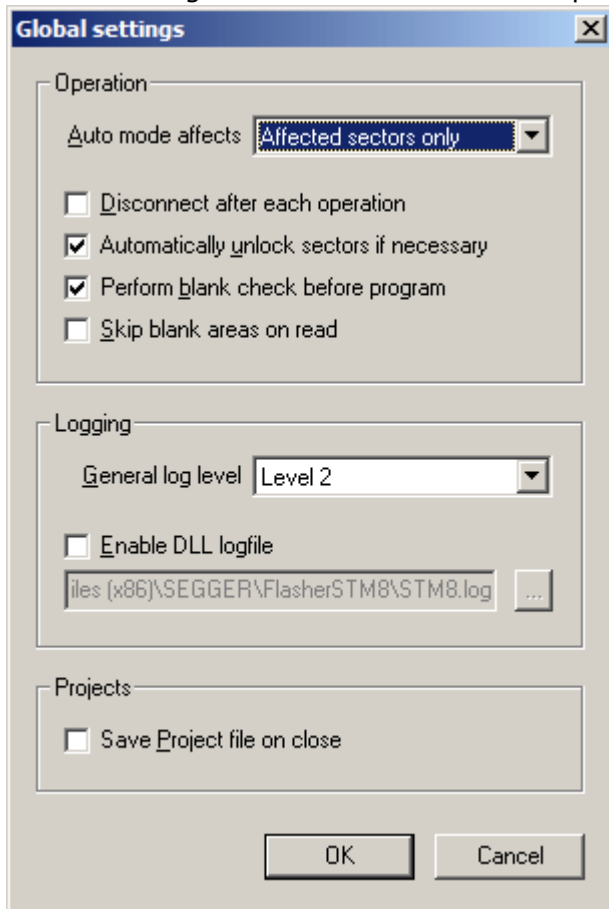 Global settings
Operation
Auto mode affects Affected sectors only
Disconnect after each operation
Automatically unlock sectors if necessary
Perform blank check before program
Skip blank areas on read
Logging
General log level Level 2
Enable DLL logfile
iles (x86)\SEGGER\FlasherSTM8\STM8.log ...
Projects
Save Project file on close
OK Cancel